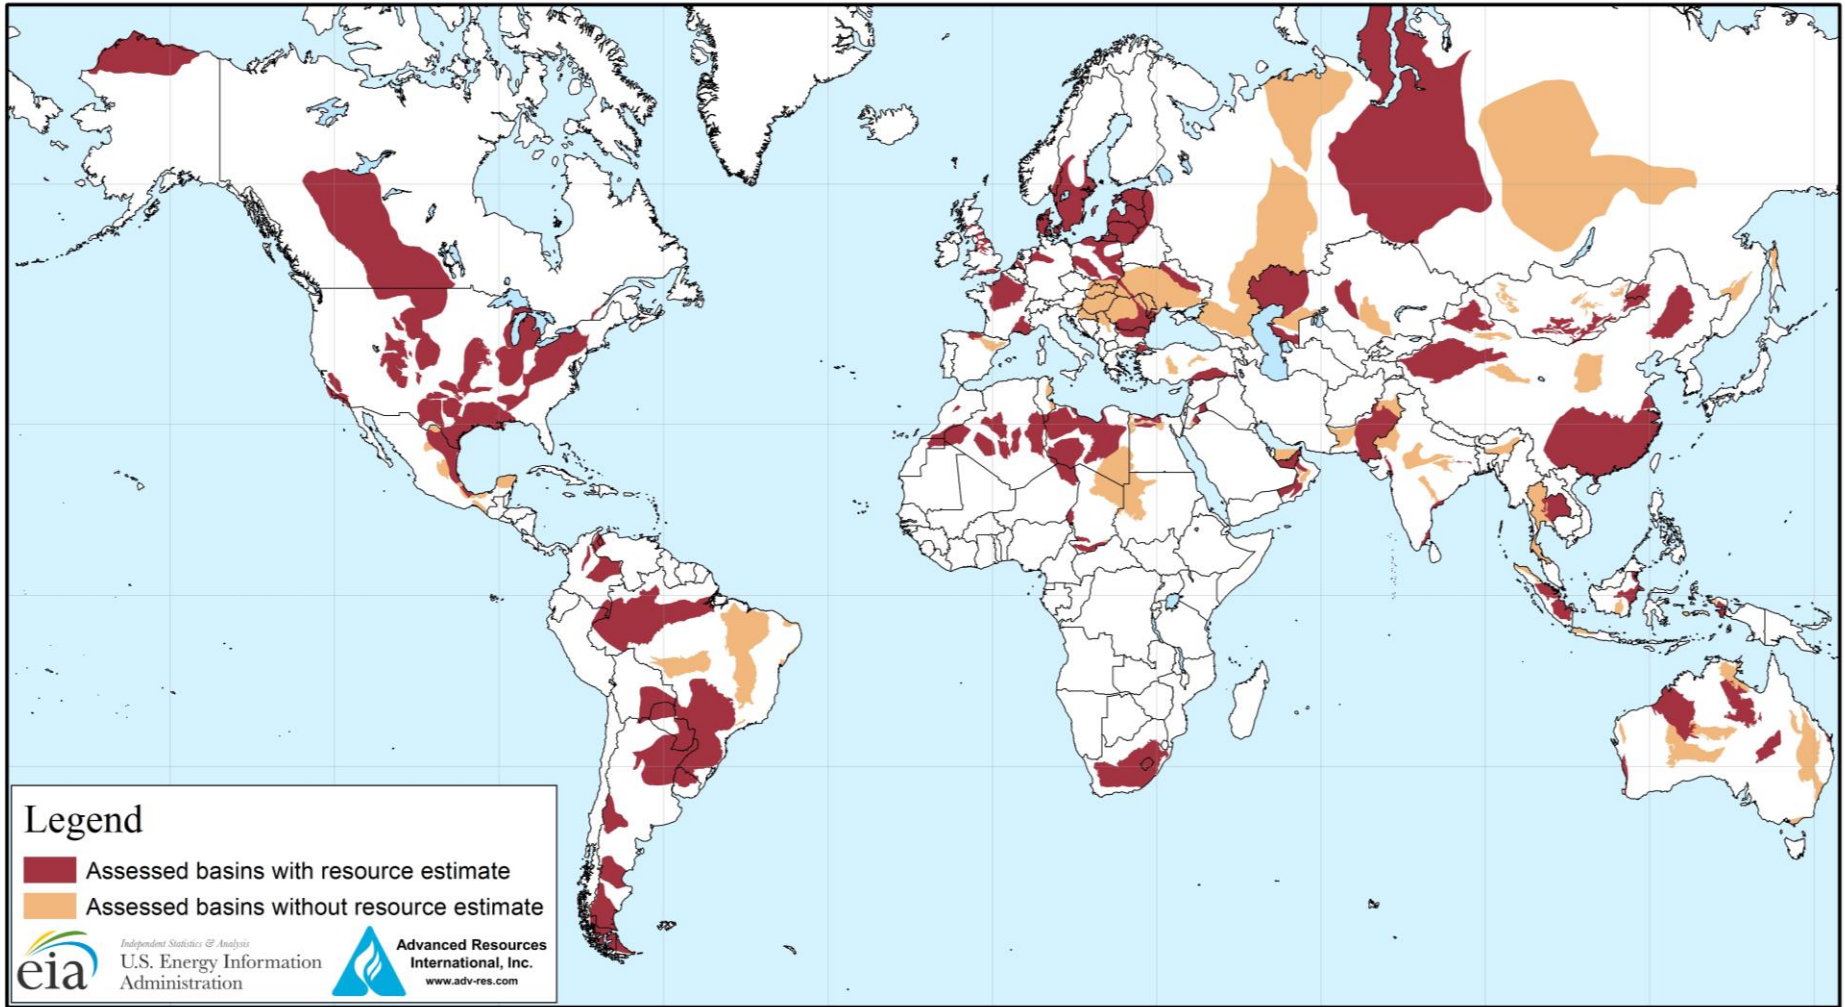 Legend
Assessed basins with resource estimate
Assessed basins without resource estimate
eia
Independent Statistics & Analysis
U.S. Energy Information
Administration
Advanced Resources
International, Inc.
www.adv-res.com